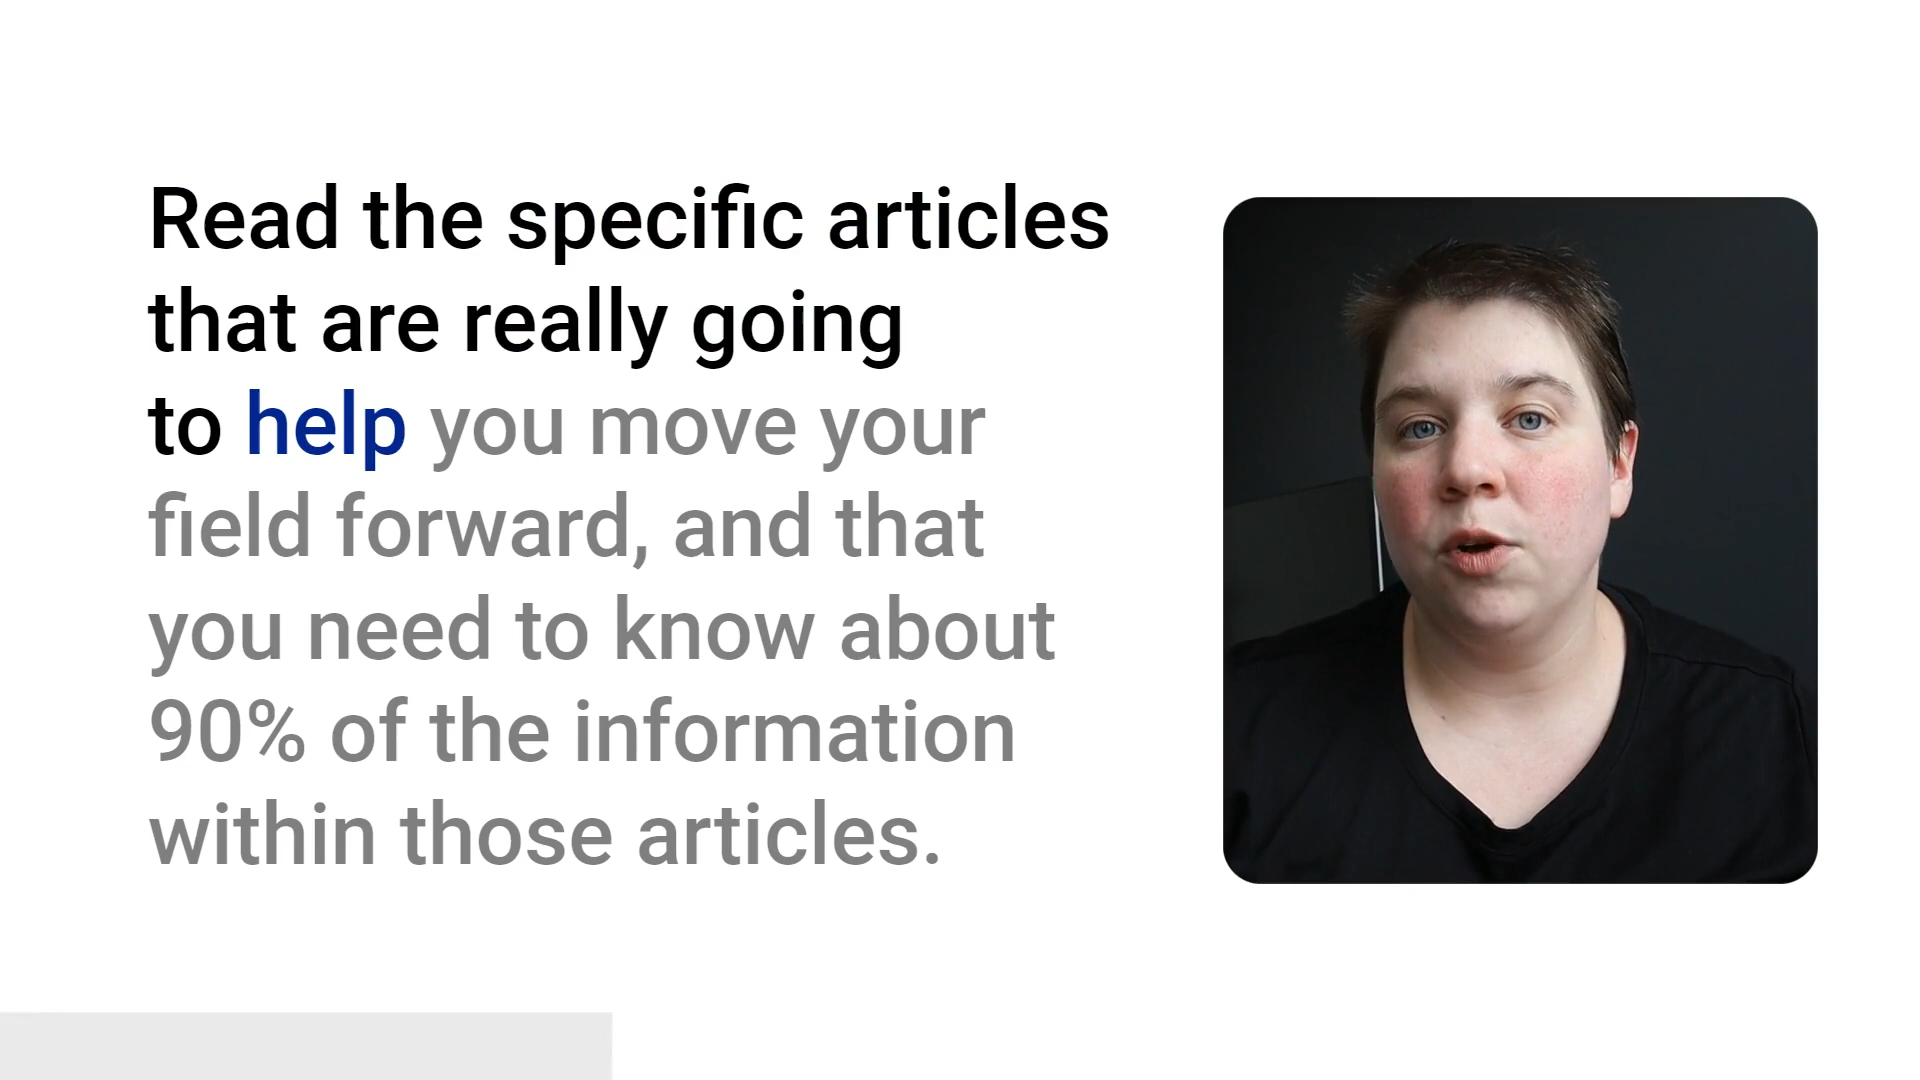 Read the specific articles
that are really going
to help you move your
field forward, and that
you need to know about
90% of the information
within those articles.